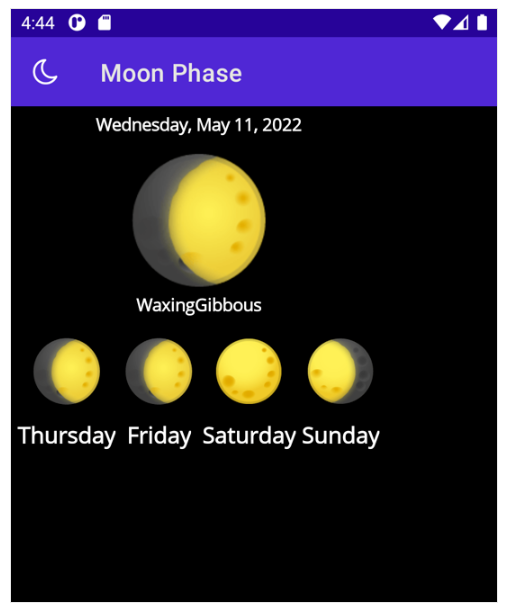 4:44
Moon Phase
Wednesday, May 11, 2022
WaxingGibbous
Thursday Friday Saturday Sunday